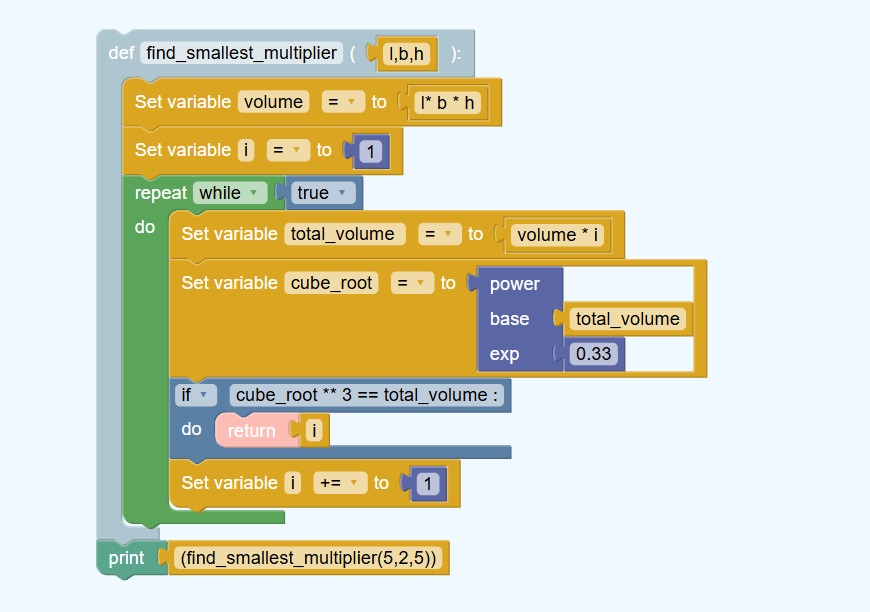 def find_smallest_multiplier ( l,b,h ):
Set variable volume = to l* b * h
Set variable i = to 1
repeat while true
do
Set variable total_volume = to volume * i
Set variable cube_root = to power
base total_volume
exp 0.33
if cube_root ** 3 == total_volume :
do return i
Set variable i += to 1
print (find_smallest_multiplier(5,2,5))